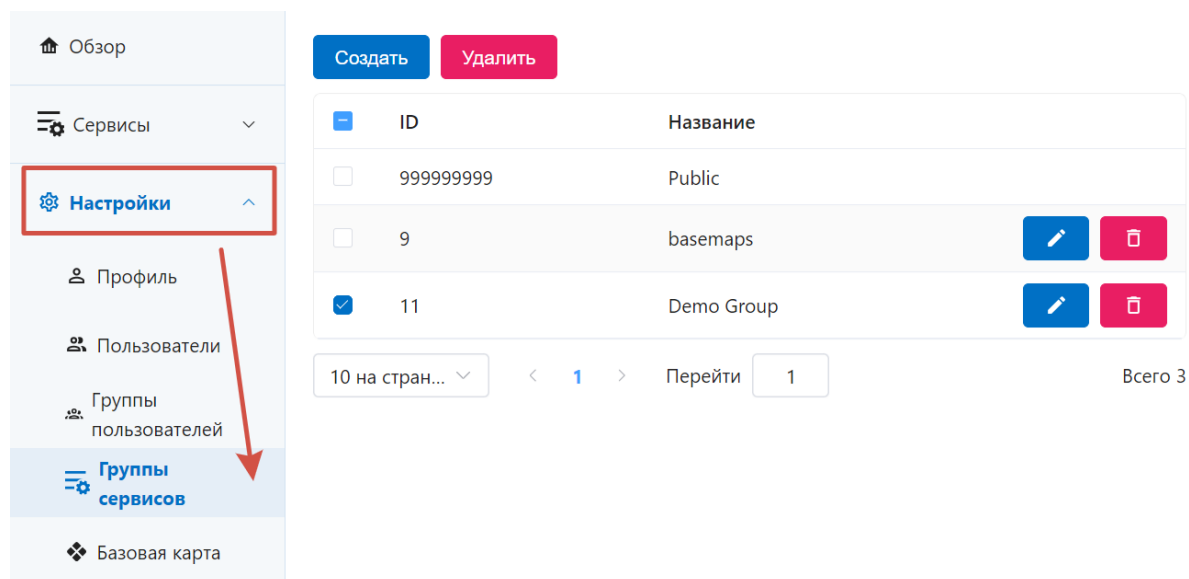 Обзор
Сервисы
Настройки
Профиль
Пользователи
Группы
пользователей
Группы
сервисов
Базовая карта
Создать Удалить
ID Название
999999999 Public
9 basemaps
11 Demo Group
10 на стран... 1 Перейти 1 Всего 3